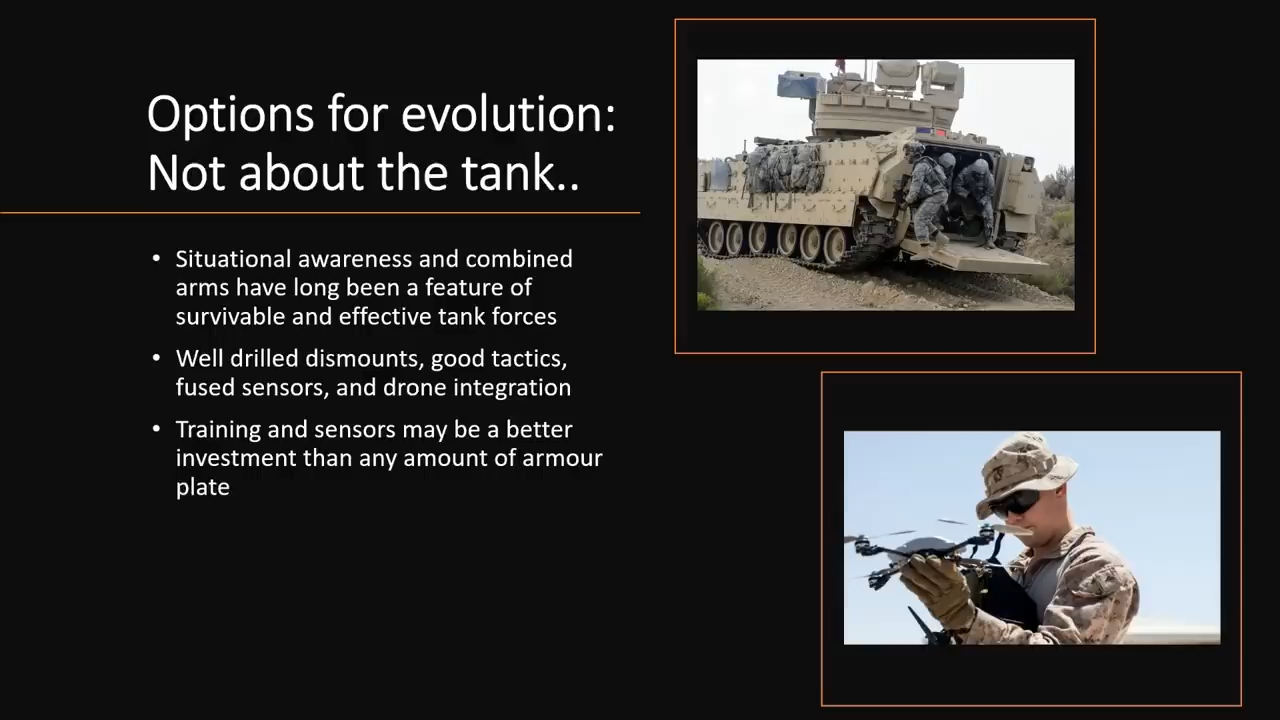 Options for evolution:
Not about the tank..
• Situational awareness and combined
arms have long been a feature of
survivable and effective tank forces
• Well drilled dismounts, good tactics,
fused sensors, and drone integration
• Training and sensors may be a better
investment than any amount of armour
plate